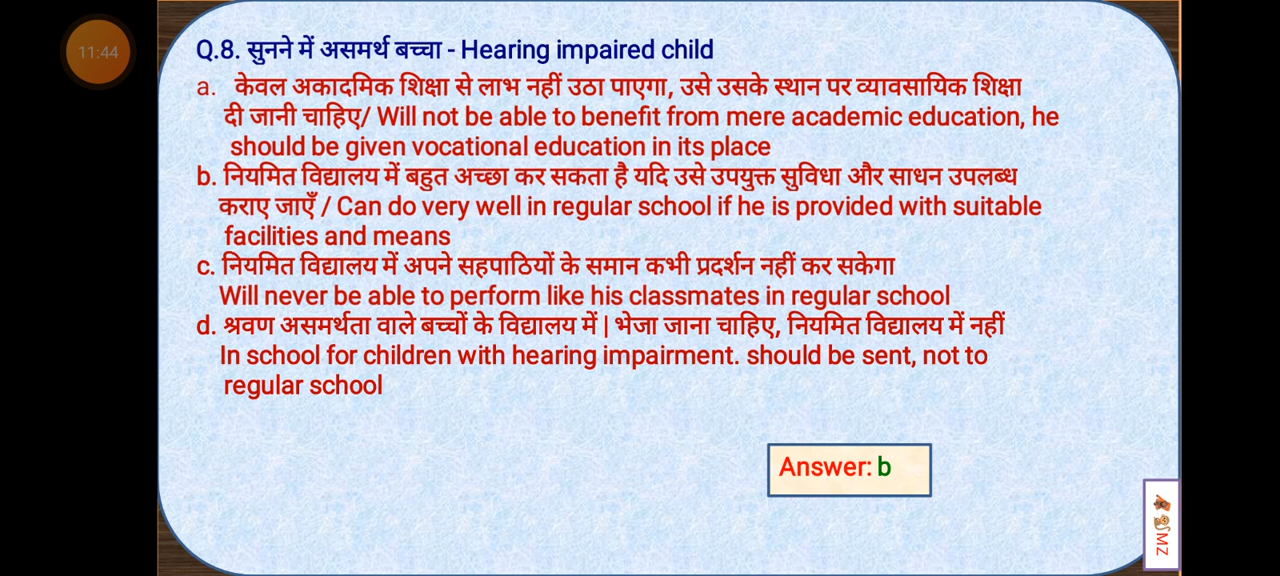 11:44
Q.8. सुनने में असमर्थ बच्चा - Hearing impaired child
a. केवल अकादमिक शिक्षा से लाभ नहीं उठा पाएगा, उसे उसके स्थान पर व्यावसायिक शिक्षा
दी जानी चाहिए/ Will not be able to benefit from mere academic education, he
should be given vocational education in its place
b. नियमित विद्यालय में बहुत अच्छा कर सकता है यदि उसे उपयुक्त सुविधा और साधन उपलब्ध
कराए जाएँ / Can do very well in regular school if he is provided with suitable
facilities and means
c. नियमित विद्यालय में अपने सहपाठियों के समान कभी प्रदर्शन नहीं कर सकेगा
Will never be able to perform like his classmates in regular school
d. श्रवण असमर्थता वाले बच्चों के विद्यालय में | भेजा जाना चाहिए, नियमित विद्यालय में नहीं
In school for children with hearing impairment. should be sent, not to
regular school
Answer: b
MZ